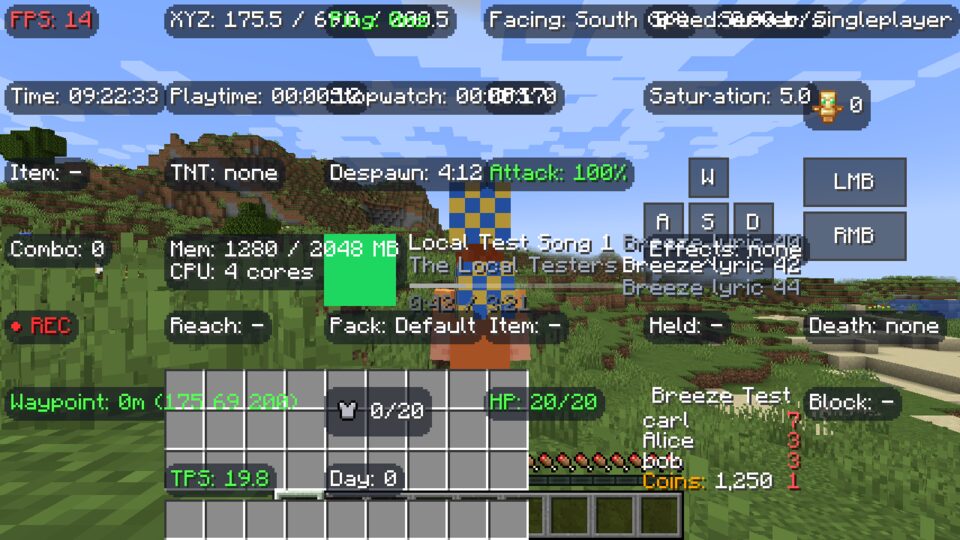 FPS: 14
XYZ: 175.5 /
Facing: South
Singleplayer
Time: 09:22:33
Playtime: 00:00
Stopwatch: 00:00
Saturation: 5.0
0
Item: -
TNT: none
Despawn: 4:12
Attack: 100%
W
LMB
A S D
RMB
Combo: 0
Mem: 1280 / 2048 MB
CPU: 4 cores
Local Test Song 1
The Local Testers
Effects: none
Breeze lyric 42
Breeze lyric 44
REC
Reach: -
Pack: Default
Item: -
Held: -
Death: none
Waypoint: 0m (175 69 200)
0/20
HP: 20/20
Block: -
Breeze Test
carl 7
Alice 3
bob 3
Coins: 1,250 1
TPS: 19.8
Day: 0